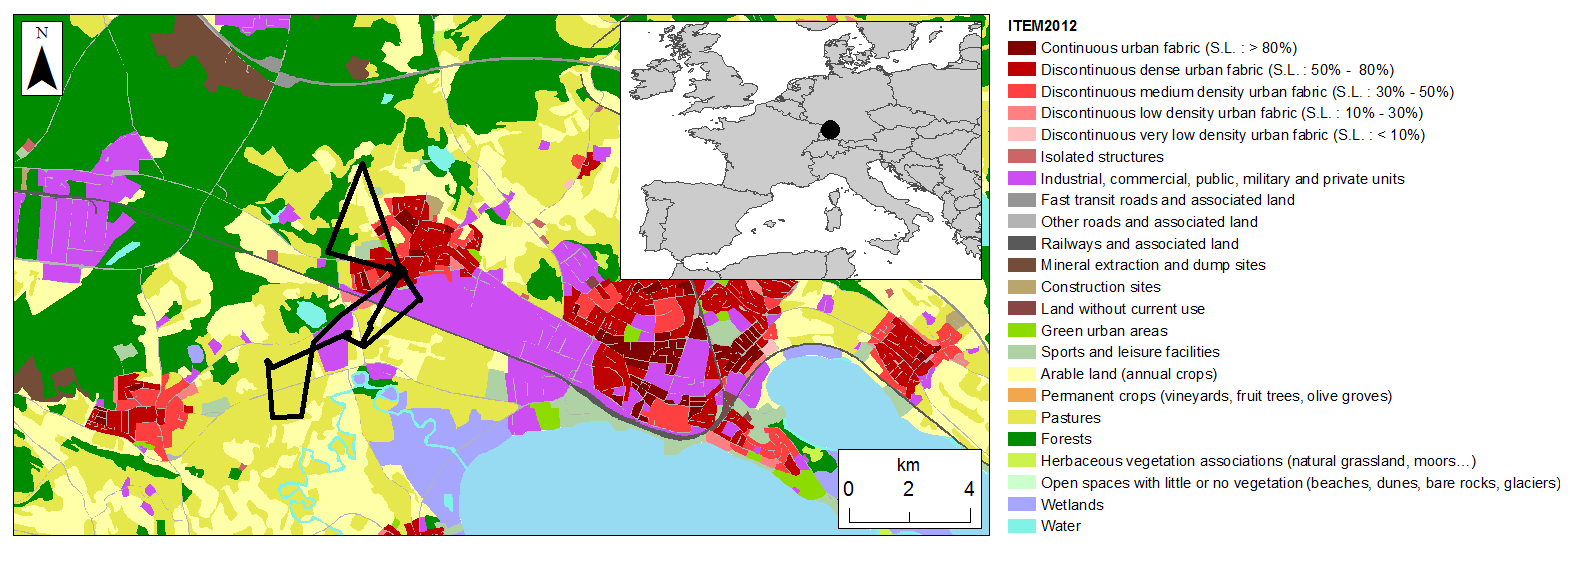 N
km
0 2 4
ITEM2012
Continuous urban fabric (S.L. : > 80%)
Discontinuous dense urban fabric (S.L. : 50% - 80%)
Discontinuous medium density urban fabric (S.L. : 30% - 50%)
Discontinuous low density urban fabric (S.L. : 10% - 30%)
Discontinuous very low density urban fabric (S.L. : < 10%)
Isolated structures
Industrial, commercial, public, military and private units
Fast transit roads and associated land
Other roads and associated land
Railways and associated land
Mineral extraction and dump sites
Construction sites
Land without current use
Green urban areas
Sports and leisure facilities
Arable land (annual crops)
Permanent crops (vineyards, fruit trees, olive groves)
Pastures
Forests
Herbaceous vegetation associations (natural grassland, moors...)
Open spaces with little or no vegetation (beaches, dunes, bare rocks, glaciers)
Wetlands
Water